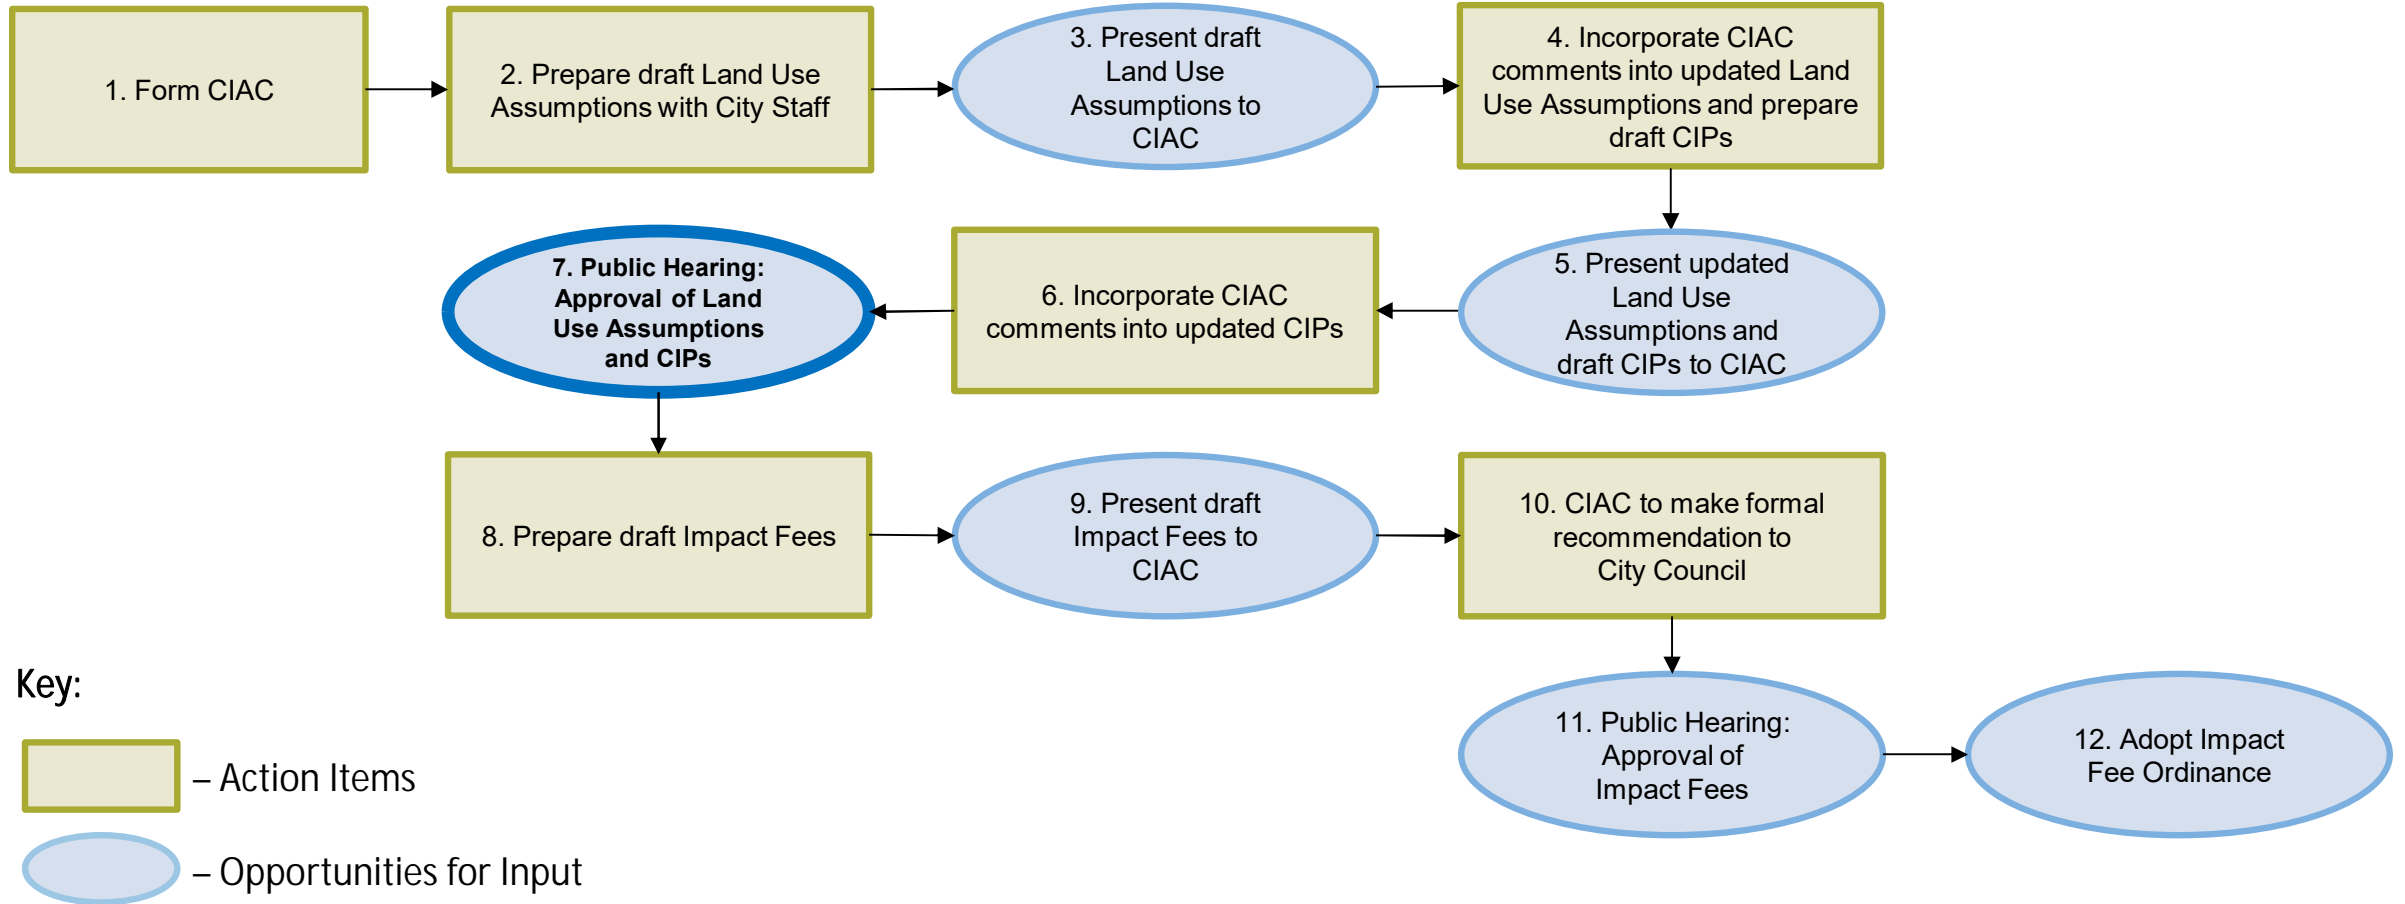 1. Form CIAC
2. Prepare draft Land Use
Assumptions with City Staff
3. Present draft
Land Use
Assumptions to
CIAC
4. Incorporate CIAC
comments into updated Land
Use Assumptions and prepare
draft CIPs
5. Present updated
Land Use
Assumptions and
draft CIPs to CIAC
6. Incorporate CIAC
comments into updated CIPs
7. Public Hearing:
Approval of Land
Use Assumptions
and CIPs
8. Prepare draft Impact Fees
9. Present draft
Impact Fees to
CIAC
10. CIAC to make formal
recommendation to
City Council
11. Public Hearing:
Approval of
Impact Fees
12. Adopt Impact
Fee Ordinance
Key:
– Action Items
– Opportunities for Input